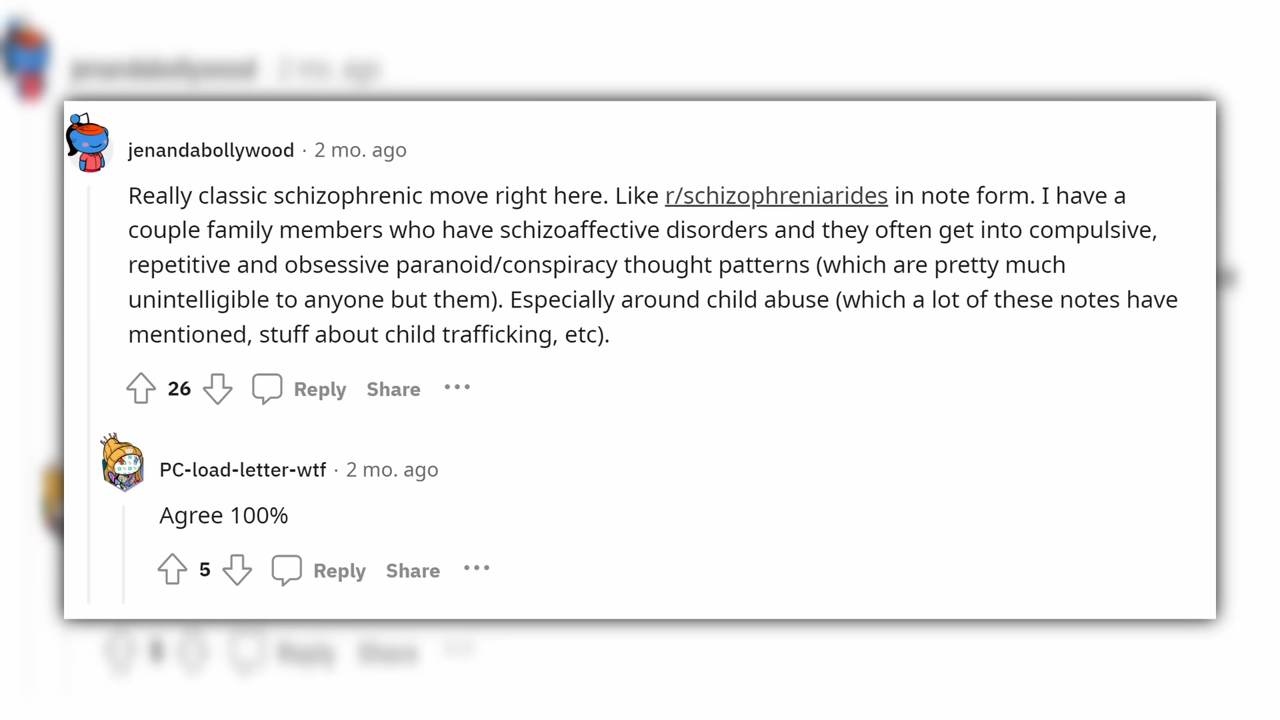 jenandabollywood · 2 mo. ago
Really classic schizophrenic move right here. Like r/schizophreniarides in note form. I have a
couple family members who have schizoaffective disorders and they often get into compulsive,
repetitive and obsessive paranoid/conspiracy thought patterns (which are pretty much
unintelligible to anyone but them). Especially around child abuse (which a lot of these notes have
mentioned, stuff about child trafficking, etc).
26 Reply Share •••
PC-load-letter-wtf · 2 mo. ago
Agree 100%
5 Reply Share •••